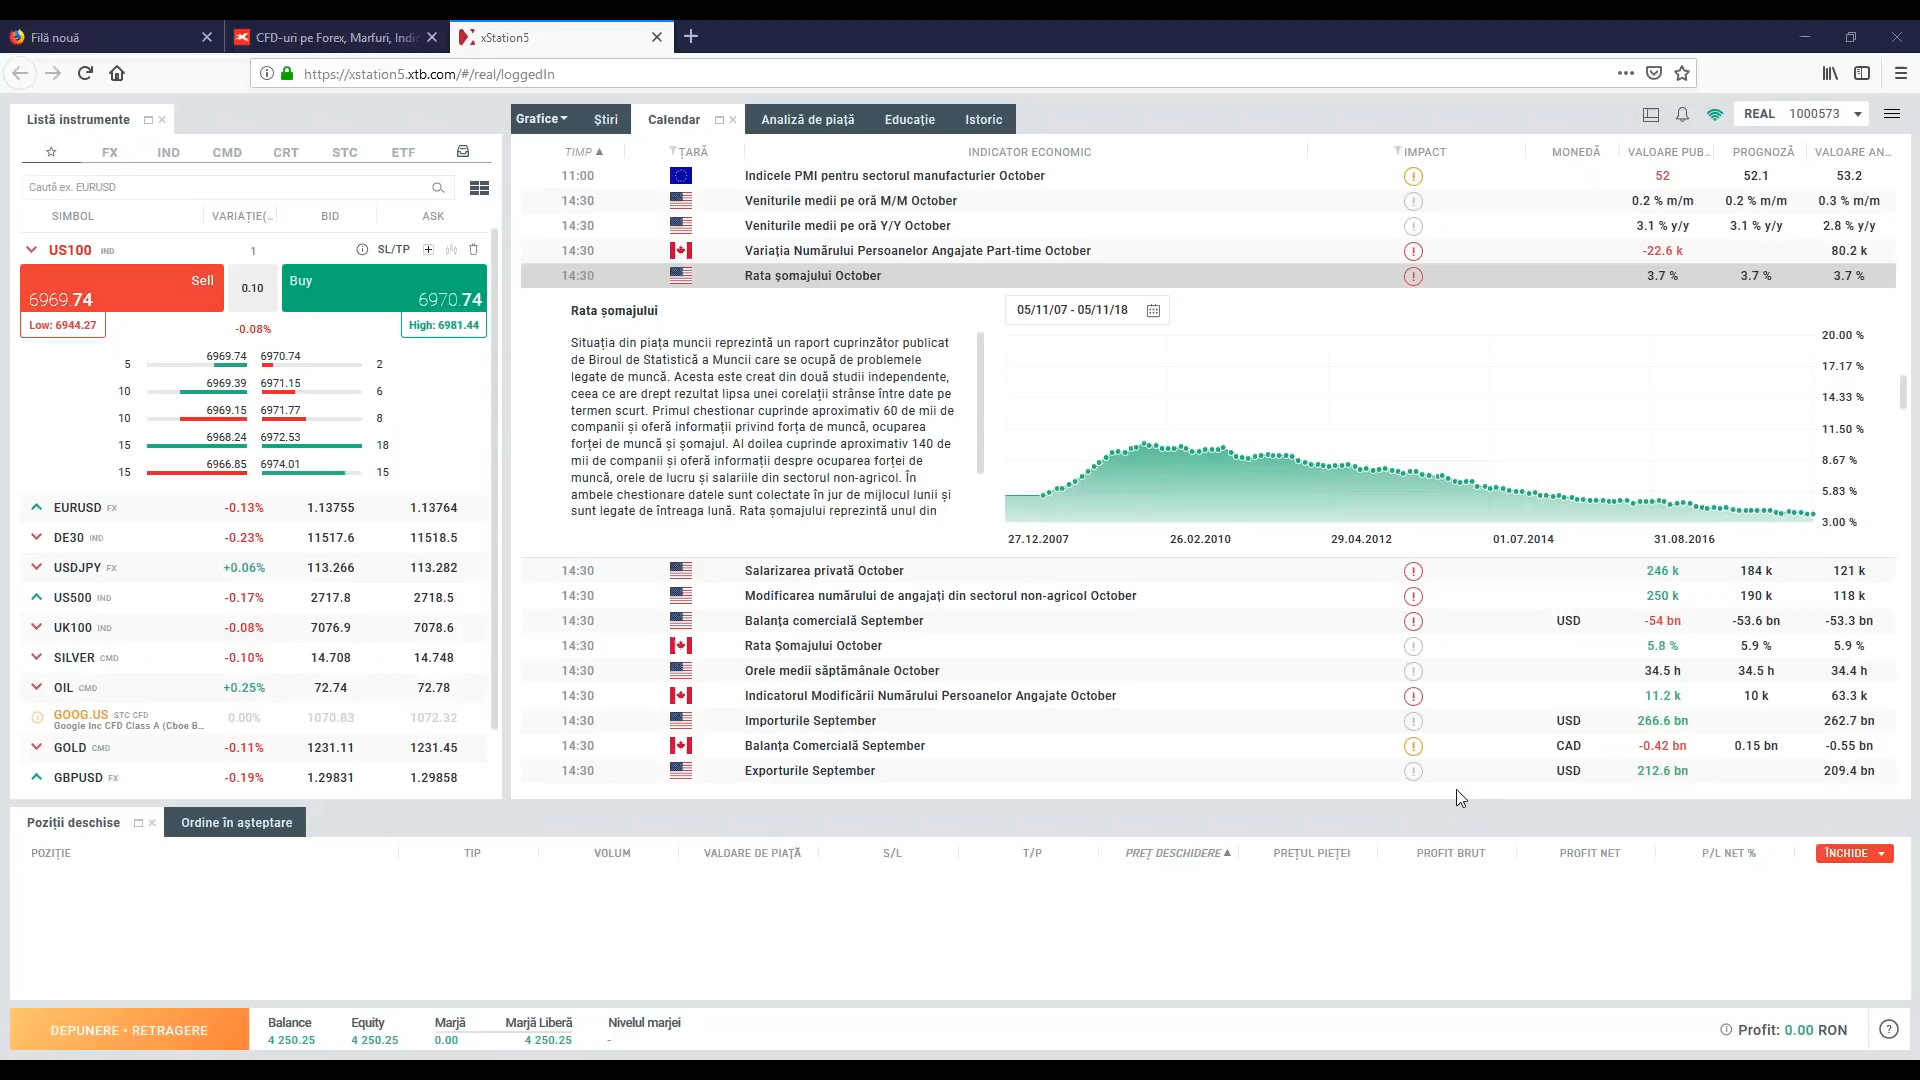 Filă nouă
CFD-uri pe Forex, Marfuri, Indi
xStation5
https://xstation5.xtb.com/#/real/loggedIn
Listă instrumente
FX IND CMD CRT STC ETF
Caută ex. EURUSD
SIMBOL VARIAȚIE(... BID ASK
US100 IND 1 SL/TP
Sell 0.10 Buy
6969.74 6970.74
Low: 6944.27 -0.08% High: 6981.44
5 6969.74 6970.74 2
10 6969.39 6971.15 6
10 6969.15 6971.77 8
15 6968.24 6972.53 18
15 6966.85 6974.01 15
EURUSD FX -0.13% 1.13755 1.13764
DE30 IND -0.23% 11517.6 11518.5
USDJPY FX +0.06% 113.266 113.282
US500 IND -0.17% 2717.8 2718.5
UK100 IND -0.08% 7076.9 7078.6
SILVER CMD -0.10% 14.708 14.748
OIL CMD +0.25% 72.74 72.78
GOOG.US STC CFD 0.00% 1070.83 1072.32
Google Inc CFD Class A (Cboe B...
GOLD CMD -0.11% 1231.11 1231.45
GBPUSD FX -0.19% 1.29831 1.29858
Grafice Știri Calendar Analiză de piață Educație Istoric
REAL 1000573
TIMP ȚARĂ INDICATOR ECONOMIC IMPACT MONEDĂ VALOARE PUB... PROGNOZĂ VALOARE AN...
11:00 Indicele PMI pentru sectorul manufacturier October 52 52.1 53.2
14:30 Veniturile medii pe oră M/M October 0.2 % m/m 0.2 % m/m 0.3 % m/m
14:30 Veniturile medii pe oră Y/Y October 3.1 % y/y 3.1 % y/y 2.8 % y/y
14:30 Variația Numărului Persoanelor Angajate Part-time October -22.6 k 80.2 k
14:30 Rata șomajului October 3.7 % 3.7 % 3.7 %
Rata șomajului
Situația din piața muncii reprezintă un raport cuprinzător publicat
de Biroul de Statistică a Muncii care se ocupă de problemele
legate de muncă. Acesta este creat din două studii independente,
ceea ce are drept rezultat lipsa unei corelații strânse între date pe
termen scurt. Primul chestionar cuprinde aproximativ 60 de mii de
companii și oferă informații privind forța de muncă, ocuparea
forței de muncă și șomajul. Al doilea cuprinde aproximativ 140 de
mii de companii și oferă informații despre ocuparea forței de
muncă, orele de lucru și salariile din sectorul non-agricol. În
ambele chestionare datele sunt colectate în jur de mijlocul lunii și
sunt legate de întreaga lună. Rata șomajului reprezintă unul din
05/11/07 - 05/11/18
20.00 %
17.17 %
14.33 %
11.50 %
8.67 %
5.83 %
3.00 %
27.12.2007 26.02.2010 29.04.2012 01.07.2014 31.08.2016
14:30 Salarizarea privată October 246 k 184 k 121 k
14:30 Modificarea numărului de angajați din sectorul non-agricol October 250 k 190 k 118 k
14:30 Balanța comercială September USD -54 bn -53.6 bn -53.3 bn
14:30 Rata Șomajului October 5.8 % 5.9 % 5.9 %
14:30 Orele medii săptămânale October 34.5 h 34.5 h 34.4 h
14:30 Indicatorul Modificării Numărului Persoanelor Angajate October 11.2 k 10 k 63.3 k
14:30 Importurile September USD 266.6 bn 262.7 bn
14:30 Balanța Comercială September CAD -0.42 bn 0.15 bn -0.55 bn
14:30 Exporturile September USD 212.6 bn 209.4 bn
Poziții deschise Ordine în așteptare
POZIȚIE TIP VOLUM VALOARE DE PIAȚĂ S/L T/P PREȚ DESCHIDERE PREȚUL PIEȚEI PROFIT BRUT PROFIT NET P/L NET % ÎNCHIDE
DEPUNERE • RETRAGERE
Balance Equity Marjă Marjă Liberă Nivelul marjei
4 250.25 4 250.25 0.00 4 250.25 -
Profit: 0.00 RON